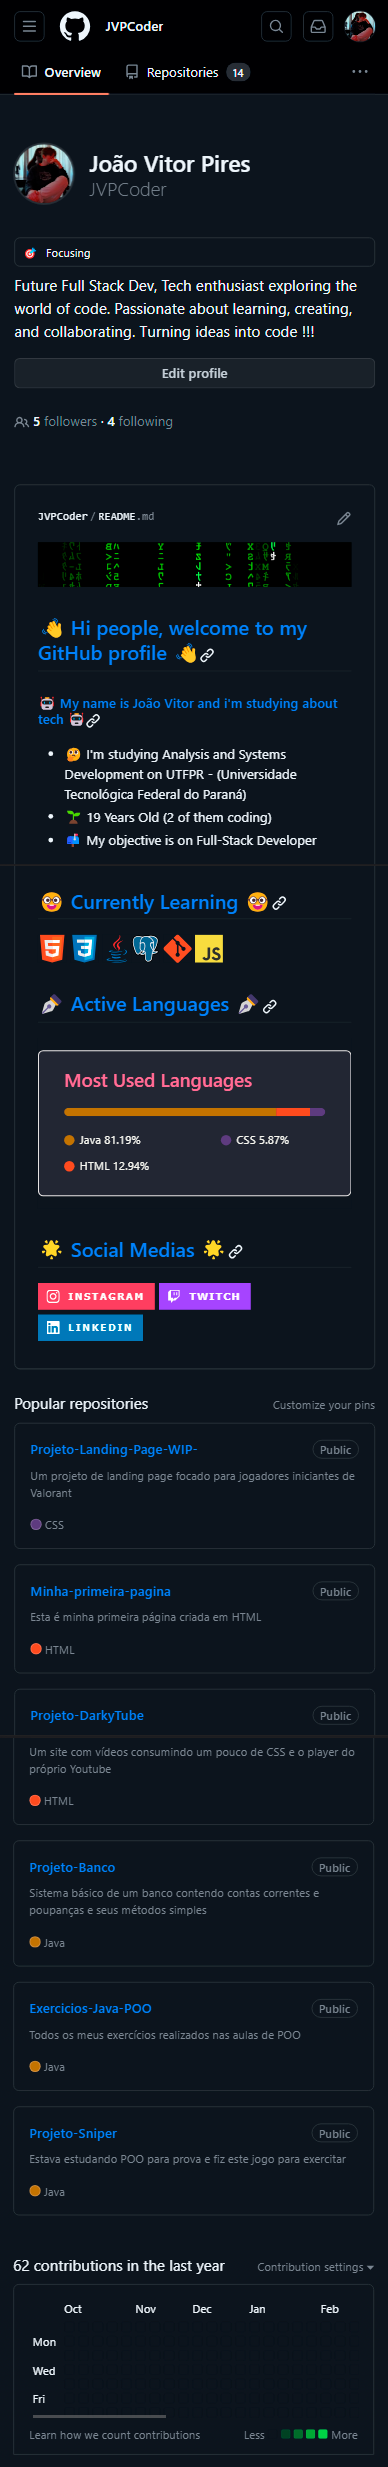 JVPCoder
Overview
Repositories 14
João Vitor Pires
JVPCoder
Focusing
Future Full Stack Dev, Tech enthusiast exploring the
world of code. Passionate about learning, creating,
and collaborating. Turning ideas into code !!!
Edit profile
5 followers · 4 following
JVPCoder / README.md
Hi people, welcome to my
GitHub profile
My name is João Vitor and i'm studying about
tech
• I'm studying Analysis and Systems
Development on UTFPR - (Universidade
Tecnológica Federal do Paraná)
• 19 Years Old (2 of them coding)
• My objective is on Full-Stack Developer
Currently Learning
5 3 JS
Active Languages
Most Used Languages
Java 81.19% CSS 5.87%
HTML 12.94%
Social Medias
INSTAGRAM TWITCH
LINKEDIN
Popular repositories Customize your pins
Projeto-Landing-Page-WIP- Public
Um projeto de landing page focado para jogadores iniciantes de
Valorant
CSS
Minha-primeira-pagina Public
Esta é minha primeira página criada em HTML
HTML
Projeto-DarkyTube Public
Um site com vídeos consumindo um pouco de CSS e o player do
próprio Youtube
HTML
Projeto-Banco Public
Sistema básico de um banco contendo contas correntes e
poupanças e seus métodos simples
Java
Exercicios-Java-POO Public
Todos os meus exercícios realizados nas aulas de POO
Java
Projeto-Sniper Public
Estava estudando POO para prova e fiz este jogo para exercitar
Java
62 contributions in the last year Contribution settings
Oct Nov Dec Jan Feb
Mon
Wed
Fri
Learn how we count contributions Less More